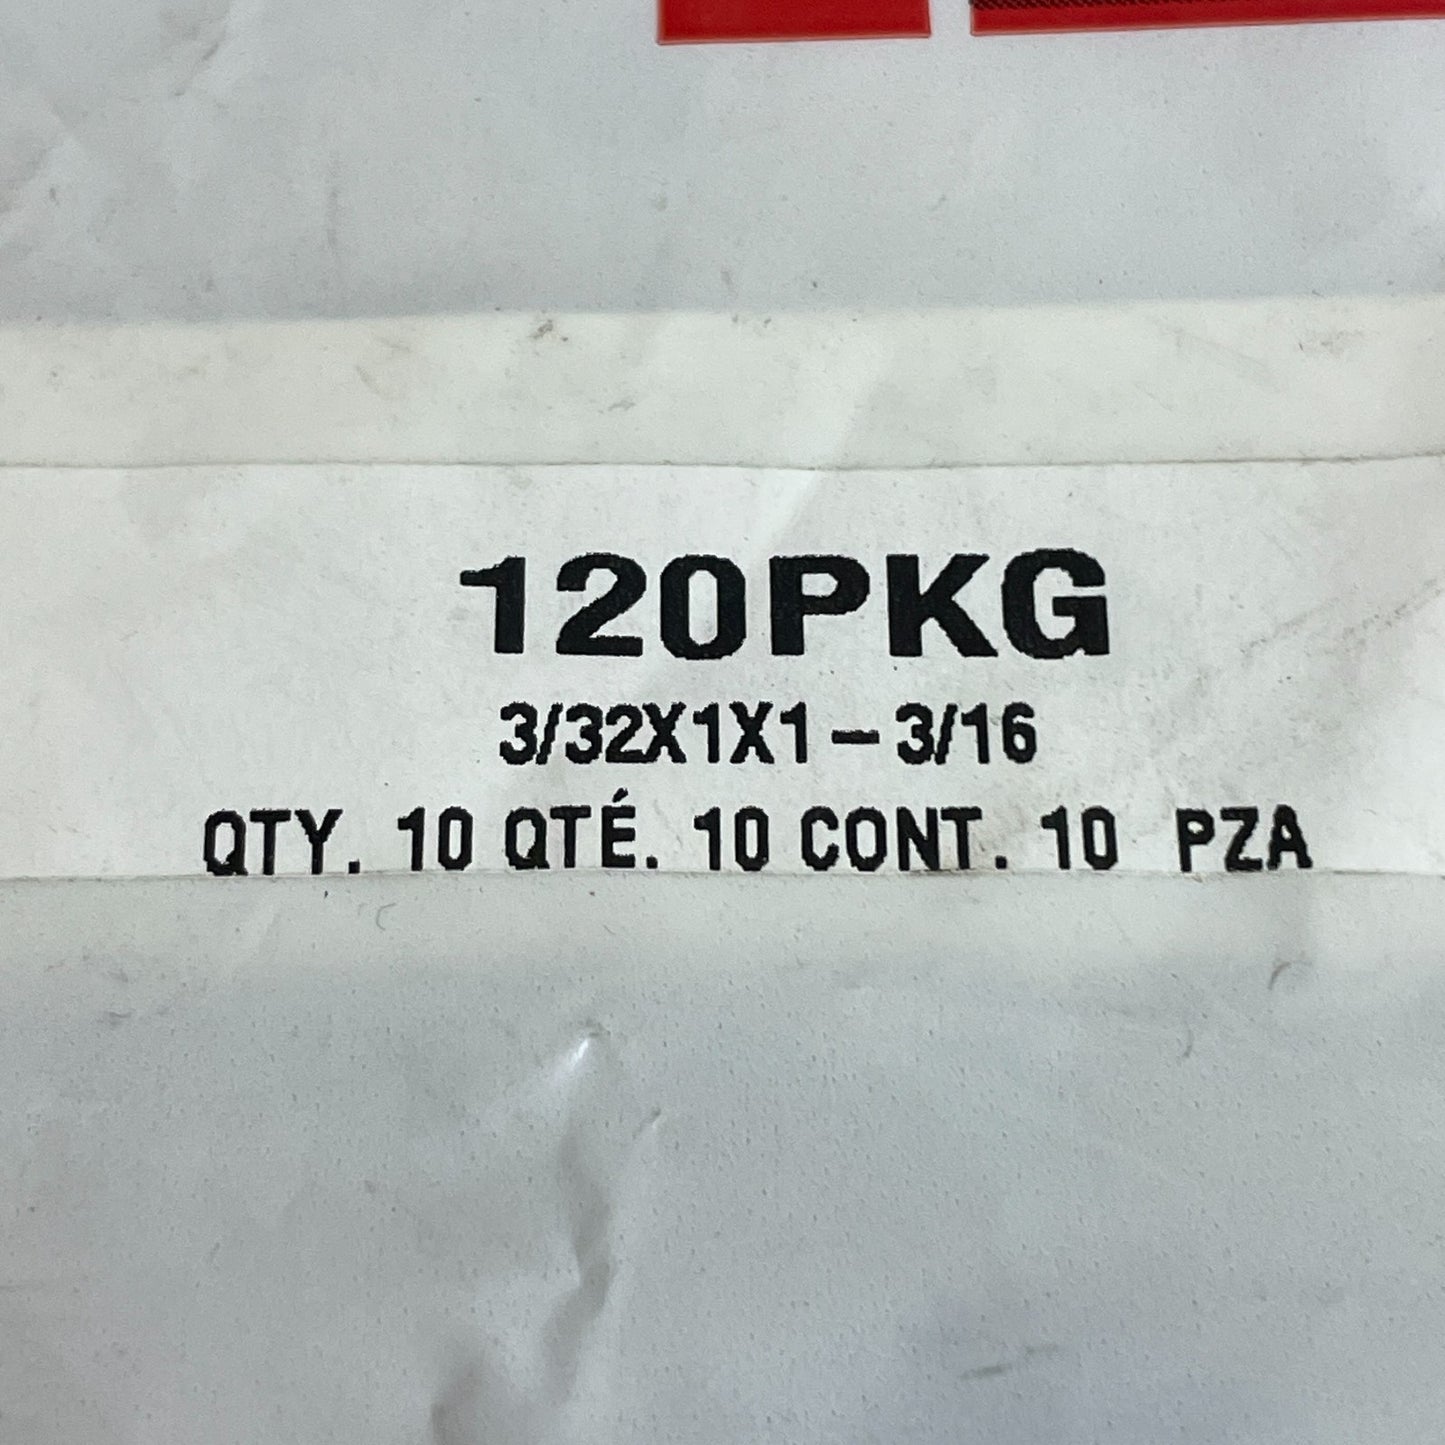 120PKG
3/32X1X1-3/16
QTY. 10 QTÉ. 10 CONT. 10 PZA